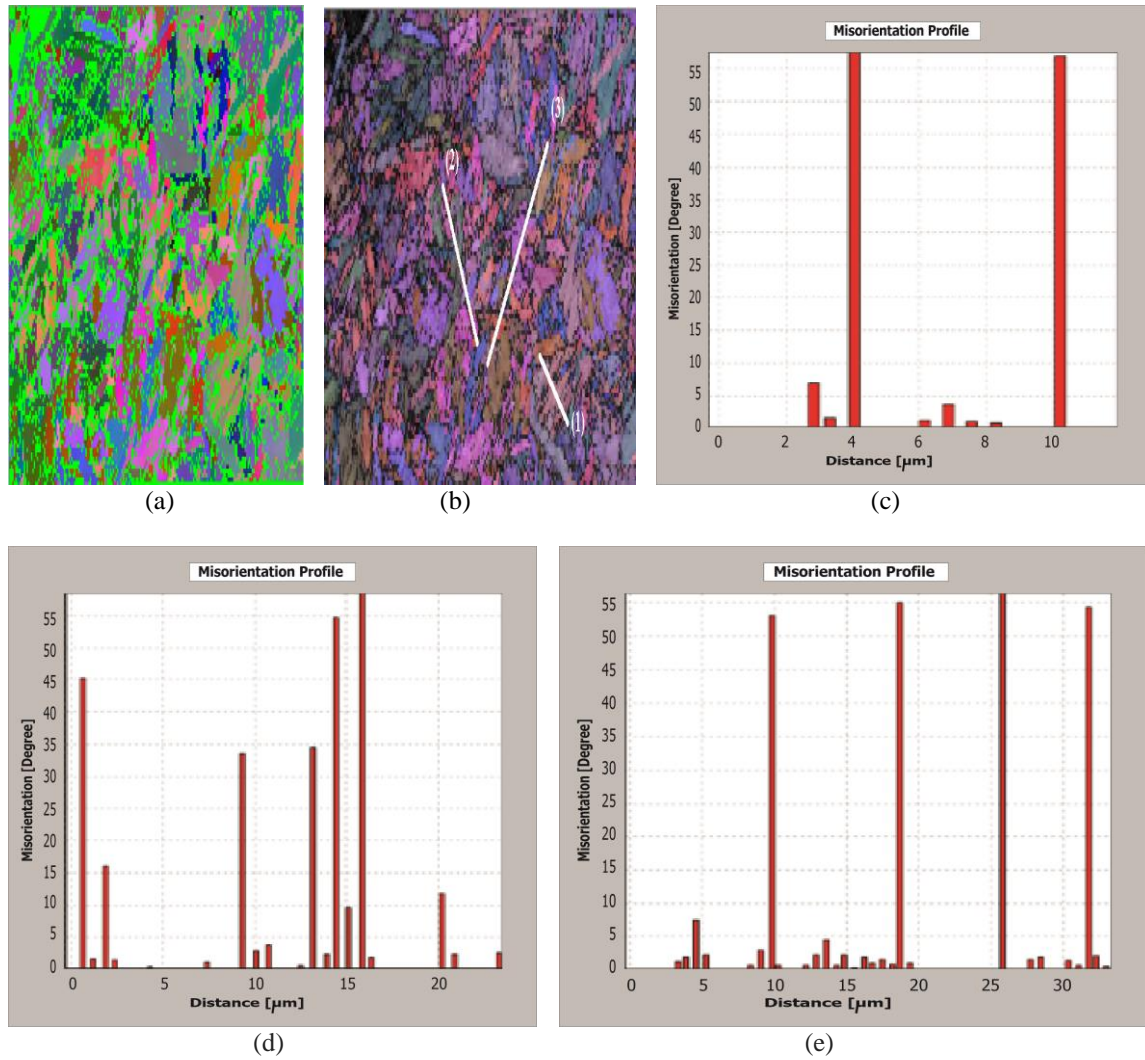 (3)
(2)
(1)
(a)
(b)
Misorientation Profile
Misorientation [Degree]
55
50
45
40
35
30
25
20
15
10
5
0
0 2 4 6 8 10
Distance [µm]
(c)
Misorientation Profile
Misorientation [Degree]
55
50
45
40
35
30
25
20
15
10
5
0
0 5 10 15 20
Distance [µm]
(d)
Misorientation Profile
Misorientation [Degree]
55
50
45
40
35
30
25
20
15
10
5
0
0 5 10 15 20 25 30
Distance [µm]
(e)